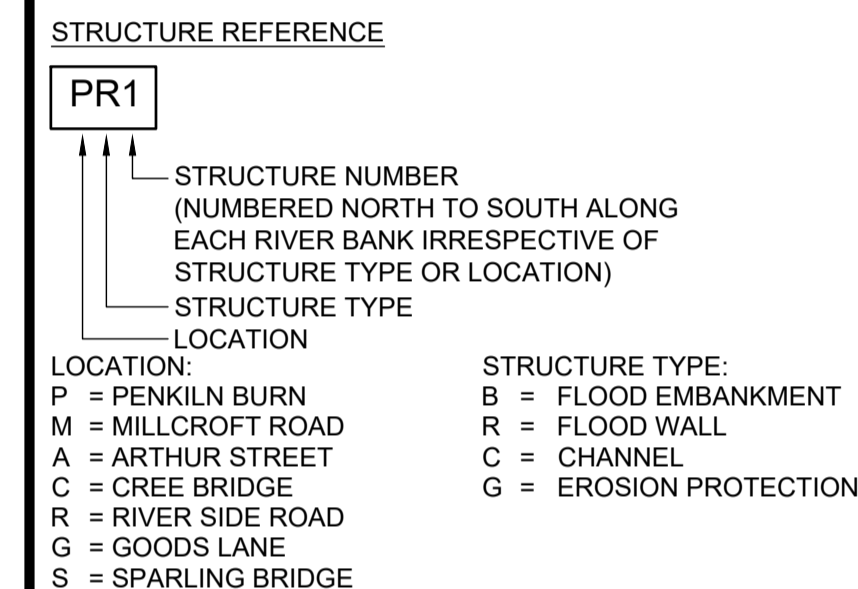 STRUCTURE REFERENCE
PR1
STRUCTURE NUMBER
(NUMBERED NORTH TO SOUTH ALONG
EACH RIVER BANK IRRESPECTIVE OF
STRUCTURE TYPE OR LOCATION)
STRUCTURE TYPE
LOCATION
LOCATION:
P = PENKILN BURN
M = MILLCROFT ROAD
A = ARTHUR STREET
C = CREE BRIDGE
R = RIVER SIDE ROAD
G = GOODS LANE
S = SPARLING BRIDGE
STRUCTURE TYPE:
B = FLOOD EMBANKMENT
R = FLOOD WALL
C = CHANNEL
G = EROSION PROTECTION